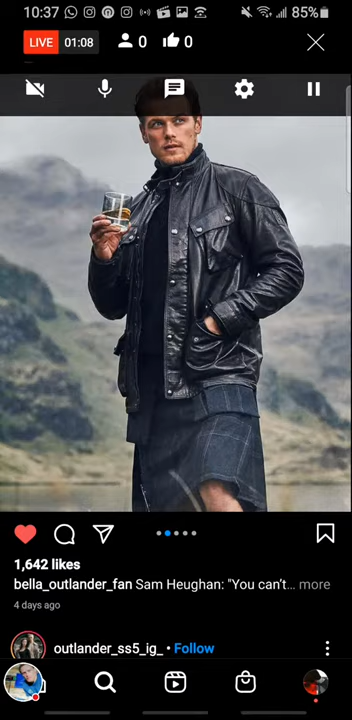 10:37
85%
LIVE 01:08 0 0
1,642 likes
bella_outlander_fan Sam Heughan: "You can't... more
4 days ago
outlander_ss5_ig_ • Follow